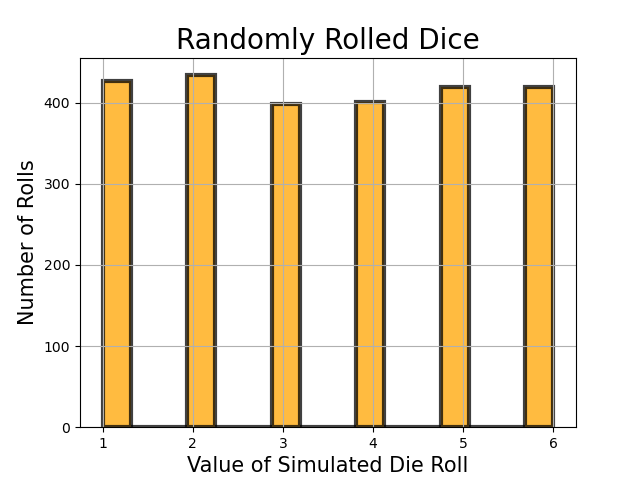 Randomly Rolled Dice
Number of Rolls
400
300
200
100
0
1 2 3 4 5 6
Value of Simulated Die Roll